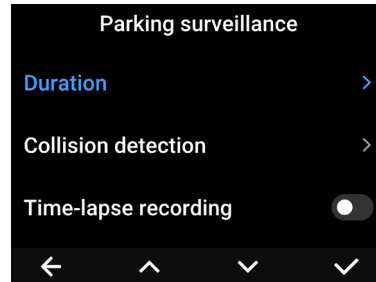 Parking surveillance
Duration
Collision detection
Time-lapse recording